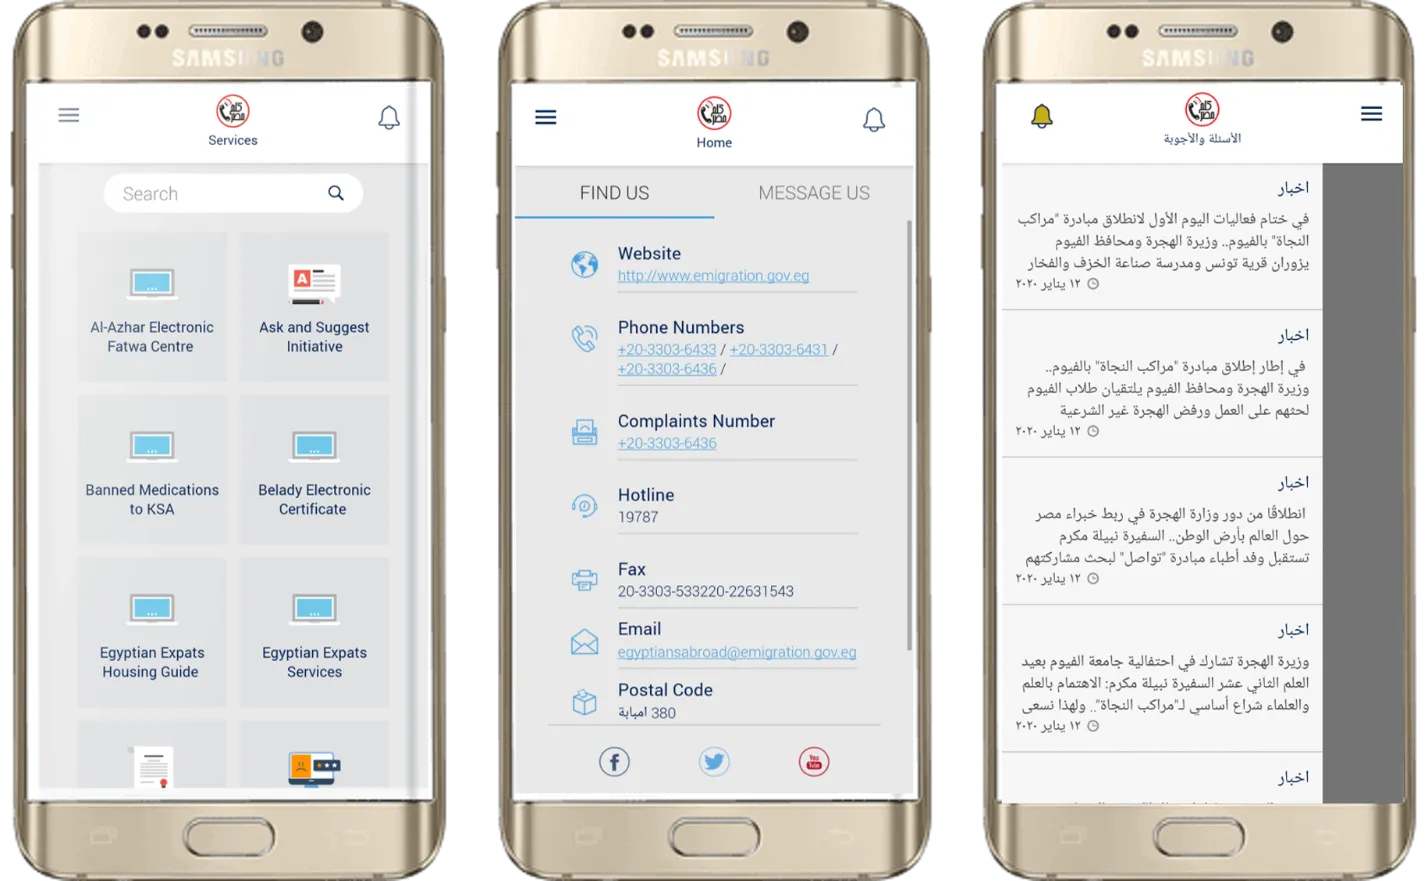 SAMSUNG
كلم مصر
Services
Search
Al-Azhar Electronic
Fatwa Centre
Ask and Suggest
Initiative
Banned Medications
to KSA
Belady Electronic
Certificate
Egyptian Expats
Housing Guide
Egyptian Expats
Services
SAMSUNG
كلم مصر
Home
FIND US
MESSAGE US
Website
http://www.emigration.gov.eg
Phone Numbers
+20-3303-6433 / +20-3303-6431 /
+20-3303-6436 /
Complaints Number
+20-3303-6436
Hotline
19787
Fax
20-3303-533220-22631543
Email
egyptiansabroad@emigration.gov.eg
Postal Code
380 امبابة
You
Tube
SAMSUNG
كلم مصر
الأسئلة والأجوبة
اخبار
في ختام فعاليات اليوم الأول لانطلاق مبادرة "مراكب
النجاة" بالفيوم.. وزيرة الهجرة ومحافظ الفيوم
يزوران قرية تونس ومدرسة صناعة الخزف والفخار
١٢ يناير ٢٠٢٠
اخبار
في إطار إطلاق مبادرة "مراكب النجاة" بالفيوم..
وزيرة الهجرة ومحافظ الفيوم يلتقيان طلاب الفيوم
لحثهم على العمل ورفض الهجرة غير الشرعية
١٢ يناير ٢٠٢٠
اخبار
انطلاقًا من دور وزارة الهجرة في ربط خبراء مصر
حول العالم بأرض الوطن.. السفيرة نبيلة مكرم
تستقبل وفد أطباء مبادرة "تواصل" لبحث مشاركتهم
١٢ يناير ٢٠٢٠
اخبار
وزيرة الهجرة تشارك في احتفالية جامعة الفيوم بعيد
العلم الثاني عشر السفيرة نبيلة مكرم: الاهتمام بالعلم
والعلماء شراع أساسي لـ"مراكب النجاة".. ولهذا نسعى
١٢ يناير ٢٠٢٠
اخبار